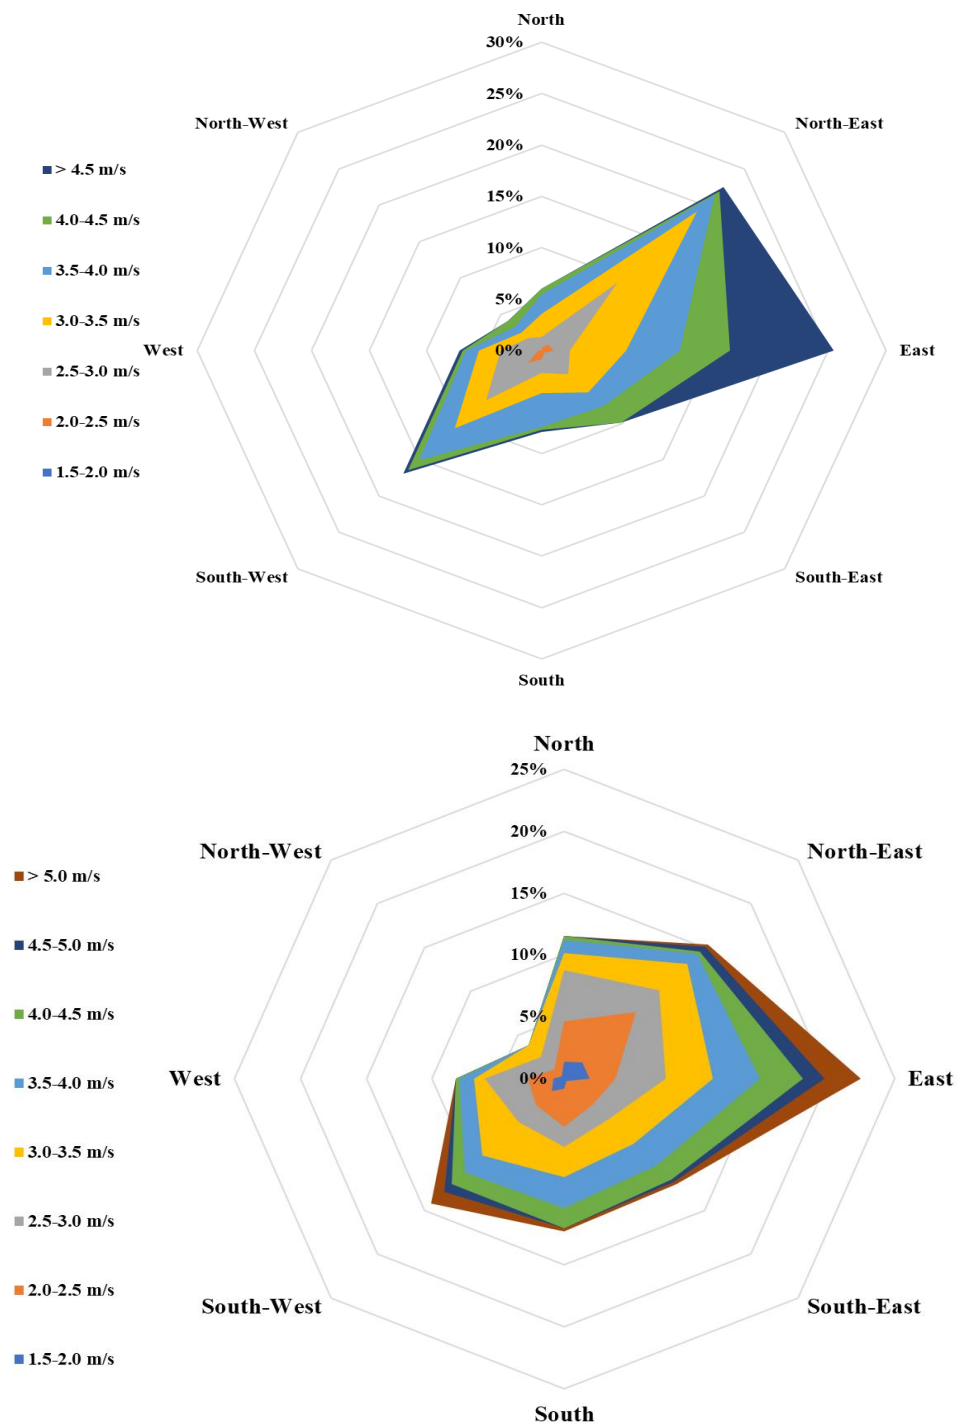 North
30%
25%
North-West
North-East
20%
> 4.5 m/s
15%
4.0-4.5 m/s
10%
3.5-4.0 m/s
5%
3.0-3.5 m/s
West
0%
East
2.5-3.0 m/s
2.0-2.5 m/s
1.5-2.0 m/s
South-West
South-East
South
North
25%
20%
North-West
North-East
> 5.0 m/s
15%
4.5-5.0 m/s
10%
4.0-4.5 m/s
5%
West
0%
East
3.5-4.0 m/s
3.0-3.5 m/s
2.5-3.0 m/s
2.0-2.5 m/s
South-West
South-East
1.5-2.0 m/s
South